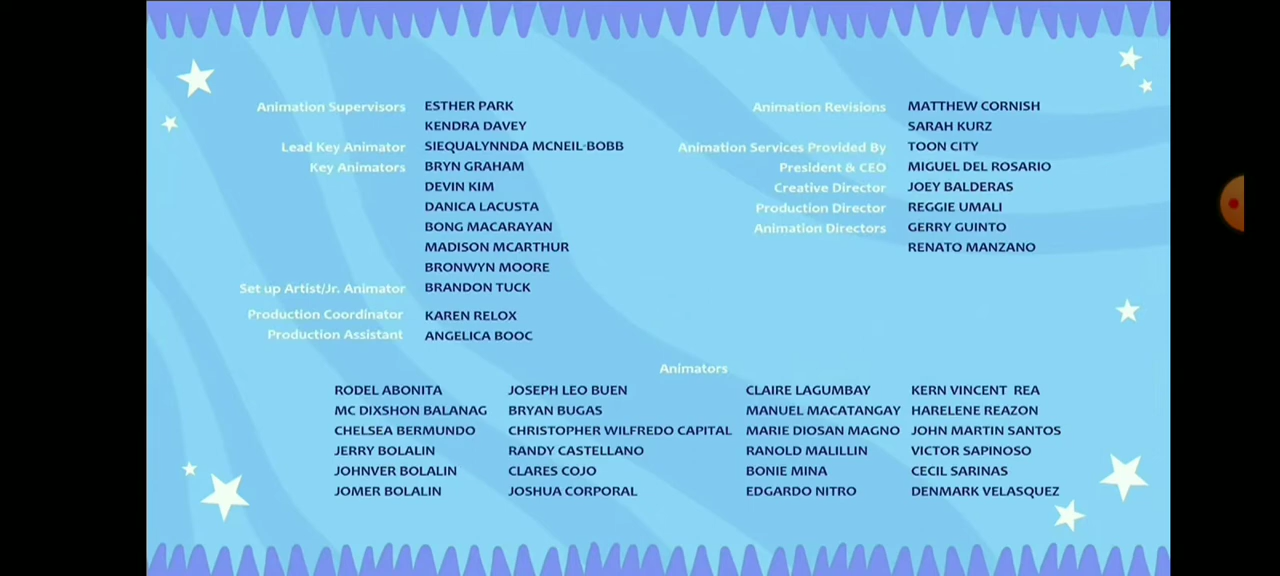 Animation Supervisors ESTHER PARK
KENDRA DAVEY
Lead Key Animator SIEQUALYNNDA MCNEIL-BOBB
Key Animators BRYN GRAHAM
DEVIN KIM
DANICA LACUSTA
BONG MACARAYAN
MADISON MCARTHUR
BRONWYN MOORE
Set up Artist/Jr. Animator BRANDON TUCK
Production Coordinator KAREN RELOX
Production Assistant ANGELICA BOOC
Animation Revisions MATTHEW CORNISH
SARAH KURZ
Animation Services Provided By TOON CITY
President & CEO MIGUEL DEL ROSARIO
Creative Director JOEY BALDERAS
Production Director REGGIE UMALI
Animation Directors GERRY GUINTO
RENATO MANZANO
Animators
RODEL ABONITA JOSEPH LEO BUEN CLAIRE LAGUMBAY KERN VINCENT REA
MC DIXSHON BALANAG BRYAN BUGAS MANUEL MACATANGAY HARELENE REAZON
CHELSEA BERMUNDO CHRISTOPHER WILFREDO CAPITAL MARIE DIOSAN MAGNO JOHN MARTIN SANTOS
JERRY BOLALIN RANDY CASTELLANO RANOLD MALILLIN VICTOR SAPINOSO
JOHNVER BOLALIN CLARES COJO BONIE MINA CECIL SARINAS
JOMER BOLALIN JOSHUA CORPORAL EDGARDO NITRO DENMARK VELASQUEZ